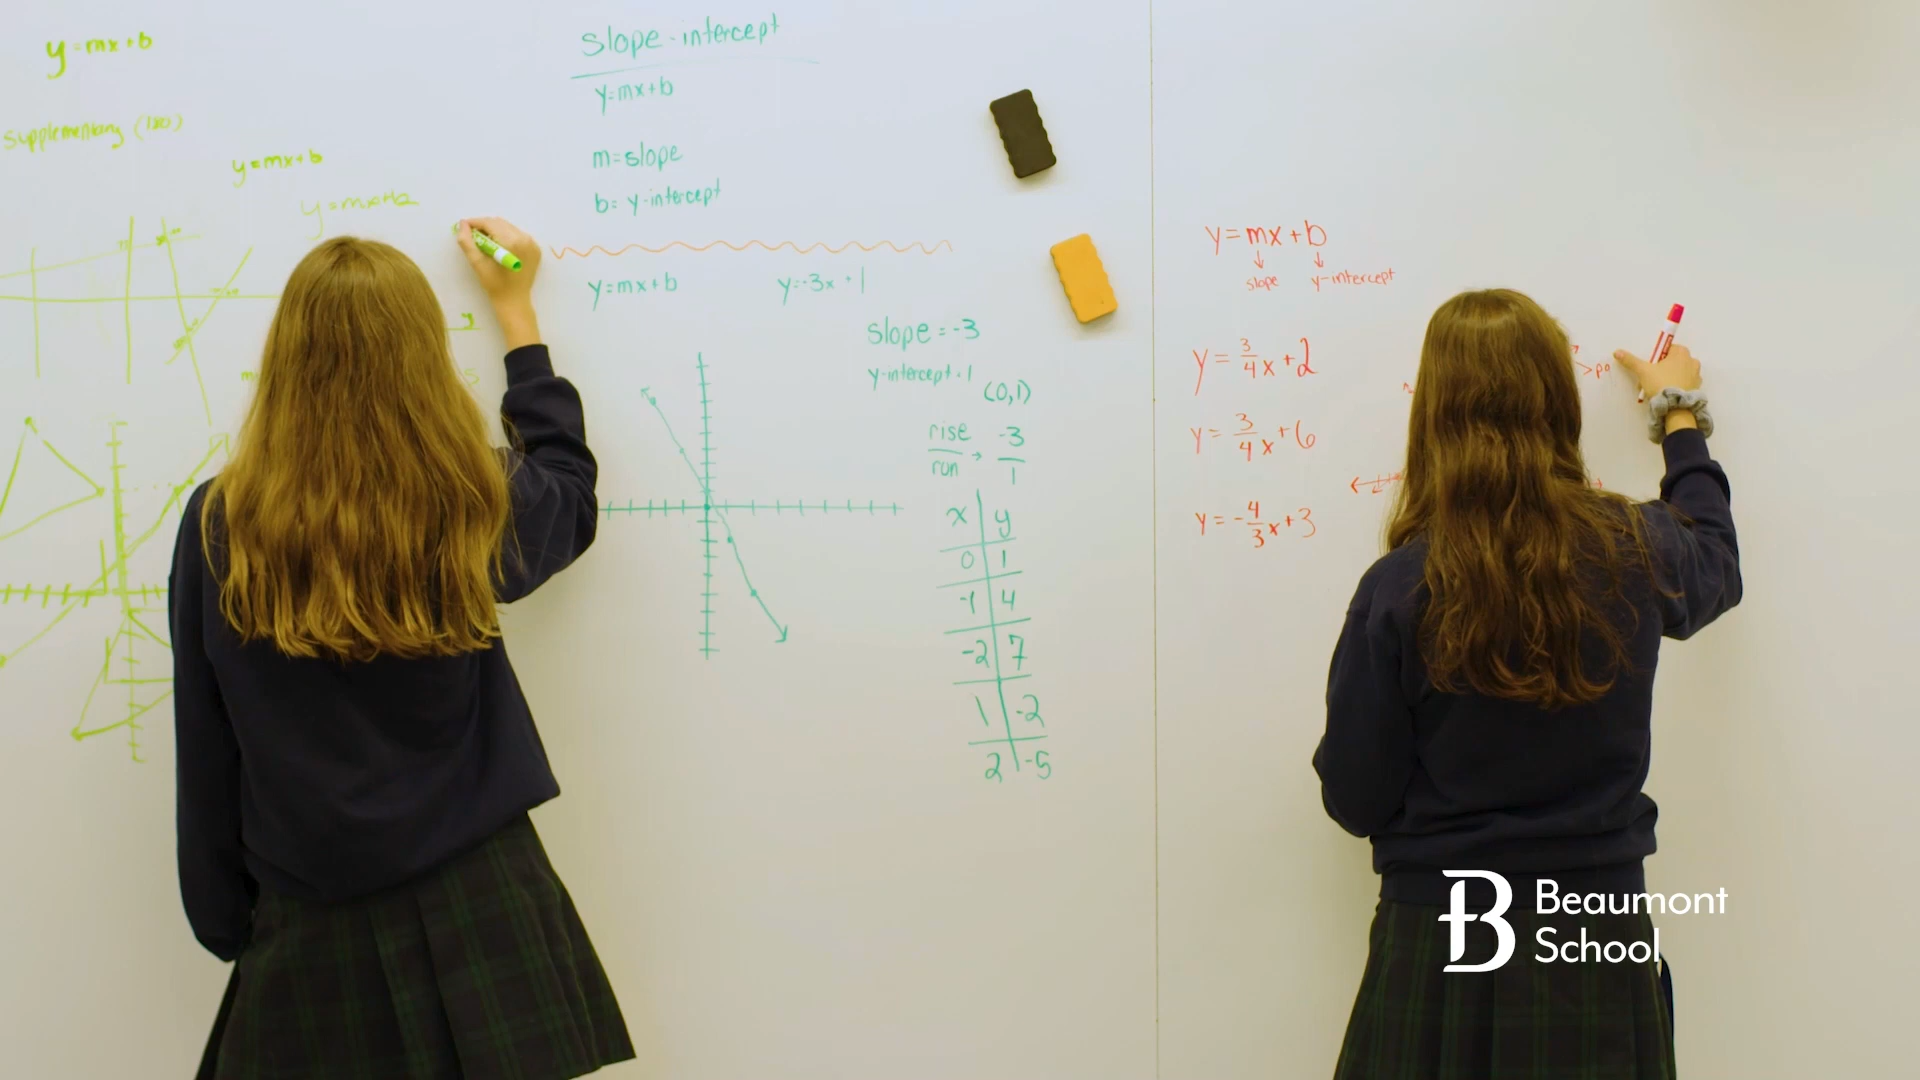 y=mx+b
supplementary (180)
y=mx+b
y=mx+b
Slope-intercept
y=mx+b
m=slope
b=y-intercept
y=mx+b
y=-3x+1
slope=-3
y-intercept=1
(0,1)
rise -3
run → 1
x y
0 1
-1 4
-2 7
1 -2
2 -5
y=mx+b
slope y-intercept
y=3/4x+2
y=3/4x+6
y=-4/3x+3
>po
Beaumont
School